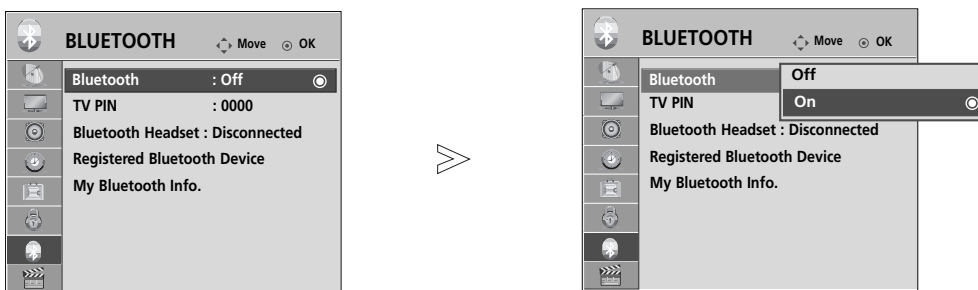 BLUETOOTH Move OK
Bluetooth : Off
TV PIN : 0000
Bluetooth Headset : Disconnected
Registered Bluetooth Device
My Bluetooth Info.
BLUETOOTH Move OK
Bluetooth
Off
On
TV PIN
Bluetooth Headset : Disconnected
Registered Bluetooth Device
My Bluetooth Info.